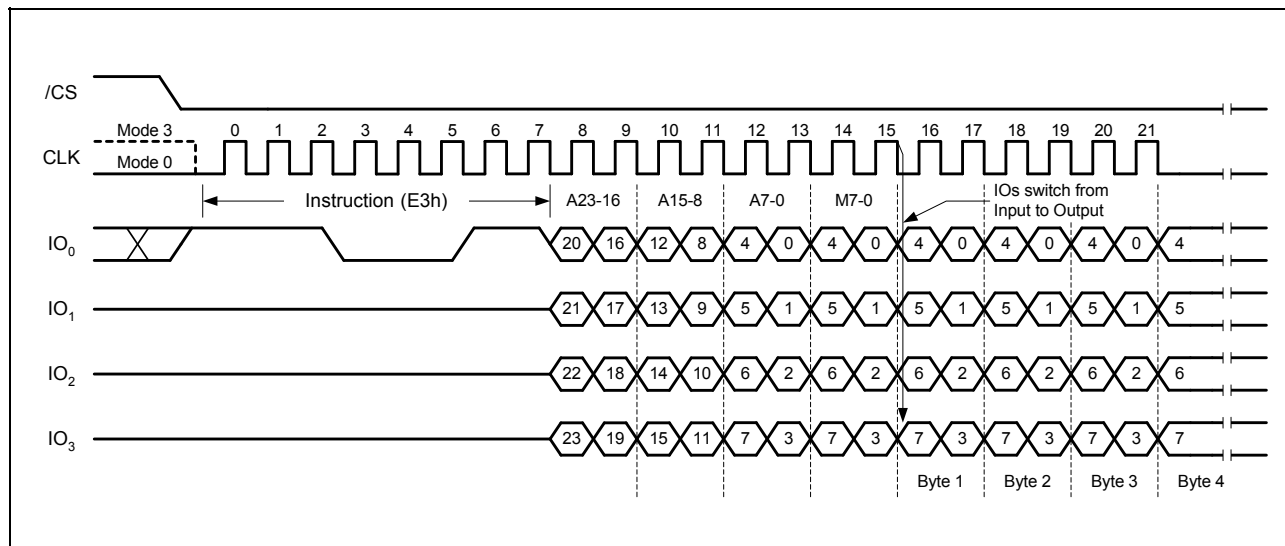 /CS
Mode 3 0 1 2 3 4 5 6 7 8 9 10 11 12 13 14 15 16 17 18 19 20 21
CLK Mode 0
Instruction (E3h) A23-16 A15-8 A7-0 M7-0 IOs switch from
Input to Output
IO0 20 16 12 8 4 0 4 0 4 0 4 0 4 0 4
IO1 21 17 13 9 5 1 5 1 5 1 5 1 5 1 5
IO2 22 18 14 10 6 2 6 2 6 2 6 2 6 2 6
IO3 23 19 15 11 7 3 7 3 7 3 7 3 7 3 7
Byte 1 Byte 2 Byte 3 Byte 4